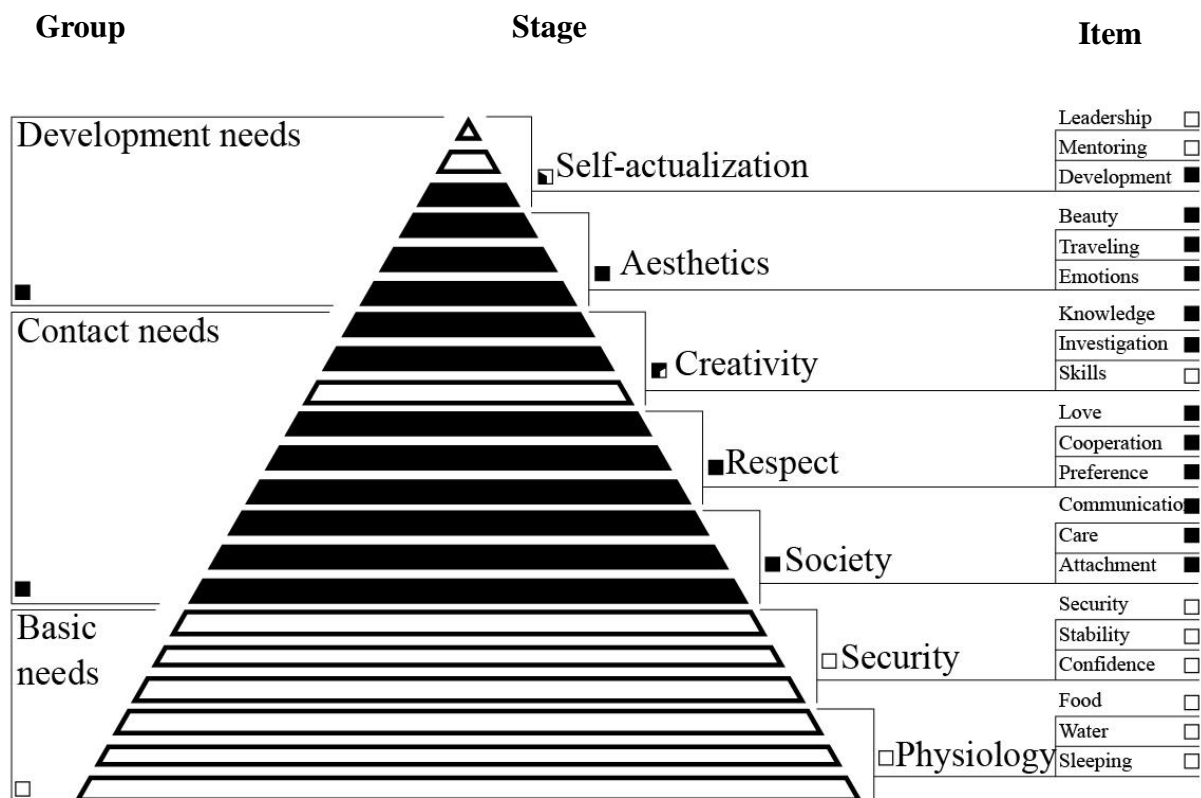 Group Stage Item
Development needs
Self-actualization
Leadership
Mentoring
Development
Aesthetics
Beauty
Traveling
Emotions
Contact needs
Creativity
Knowledge
Investigation
Skills
Respect
Love
Cooperation
Preference
Society
Communicatio
Care
Attachment
Basic
needs
Security
Security
Stability
Confidence
Physiology
Food
Water
Sleeping